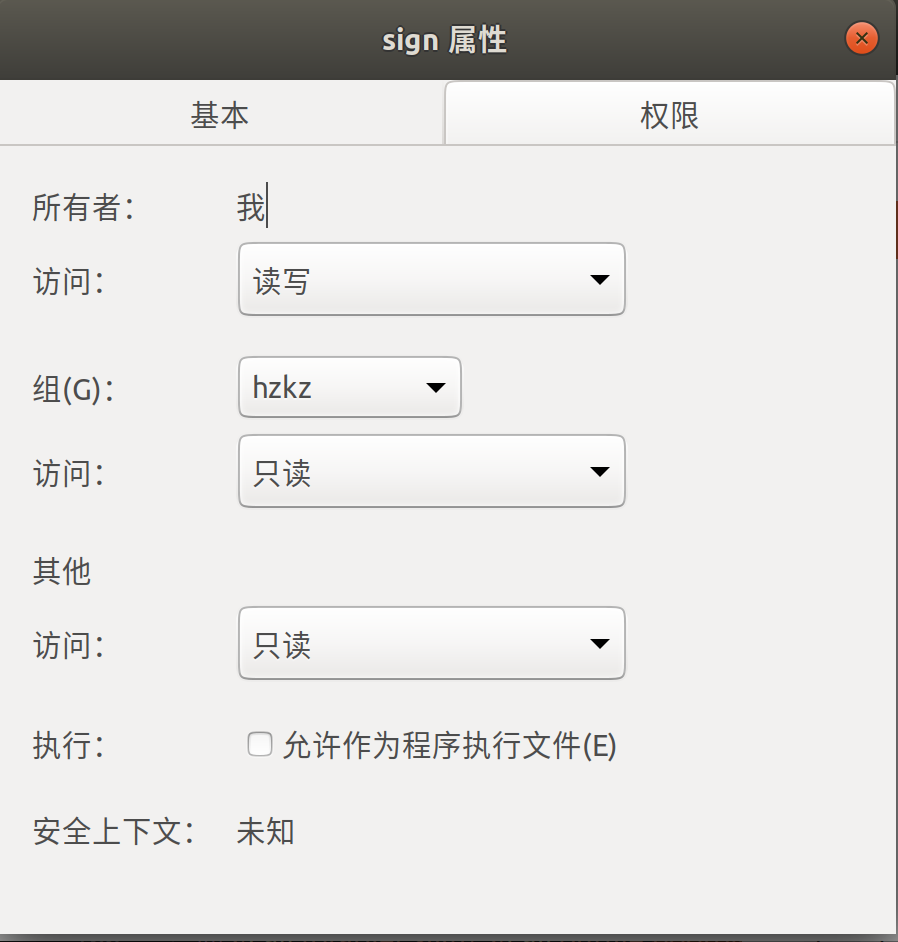 sign 属性
基本 权限
所有者： 我
访问： 读写
组(G)： hzkz
访问： 只读
其他
访问： 只读
执行： 允许作为程序执行文件(E)
安全上下文： 未知